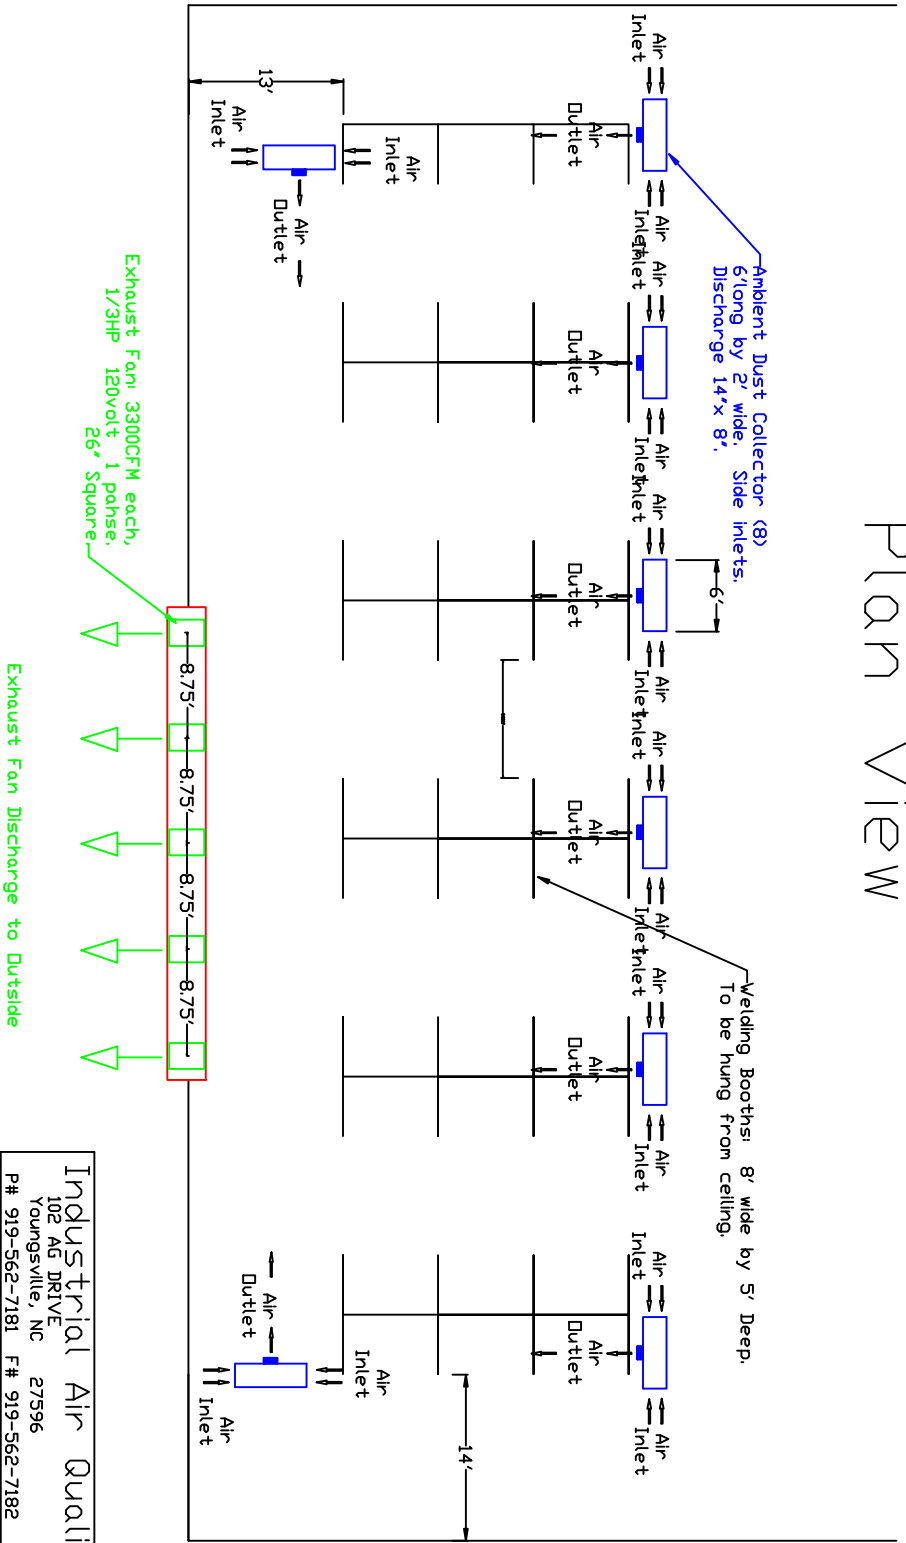 Plan View
Ambient Dust Collector (8)
6'long by 2' wide. Side inlets.
Discharge 14"x 8".
Welding Booths: 8' wide by 5' Deep.
To be hung from ceiling.
Air
Inlet
Air
Inlet
Air
Inlet
Air
Inlet
Air
Inlet
6'
Air
Inlet
Air
Inlet
Air
Inlet
Air
Inlet
Air
Inlet
Air
Inlet
Air
Inlet
Air
Outlet
Air
Outlet
Air
Outlet
Air
Outlet
Air
Outlet
Air
Outlet
14'
Air
Inlet
Air
Outlet
Air
Inlet
13'
Air
Inlet
Air
Outlet
Air
Inlet
8.75'
8.75'
8.75'
8.75'
Exhaust Fan: 3300CFM each,
1/3HP 120volt 1 pahse.
26" Square.
Exhaust Fan Discharge to Outside
Industrial Air Quali
102 AG DRIVE
Youngsville, NC 27596
P# 919-562-7181 F# 919-562-7182